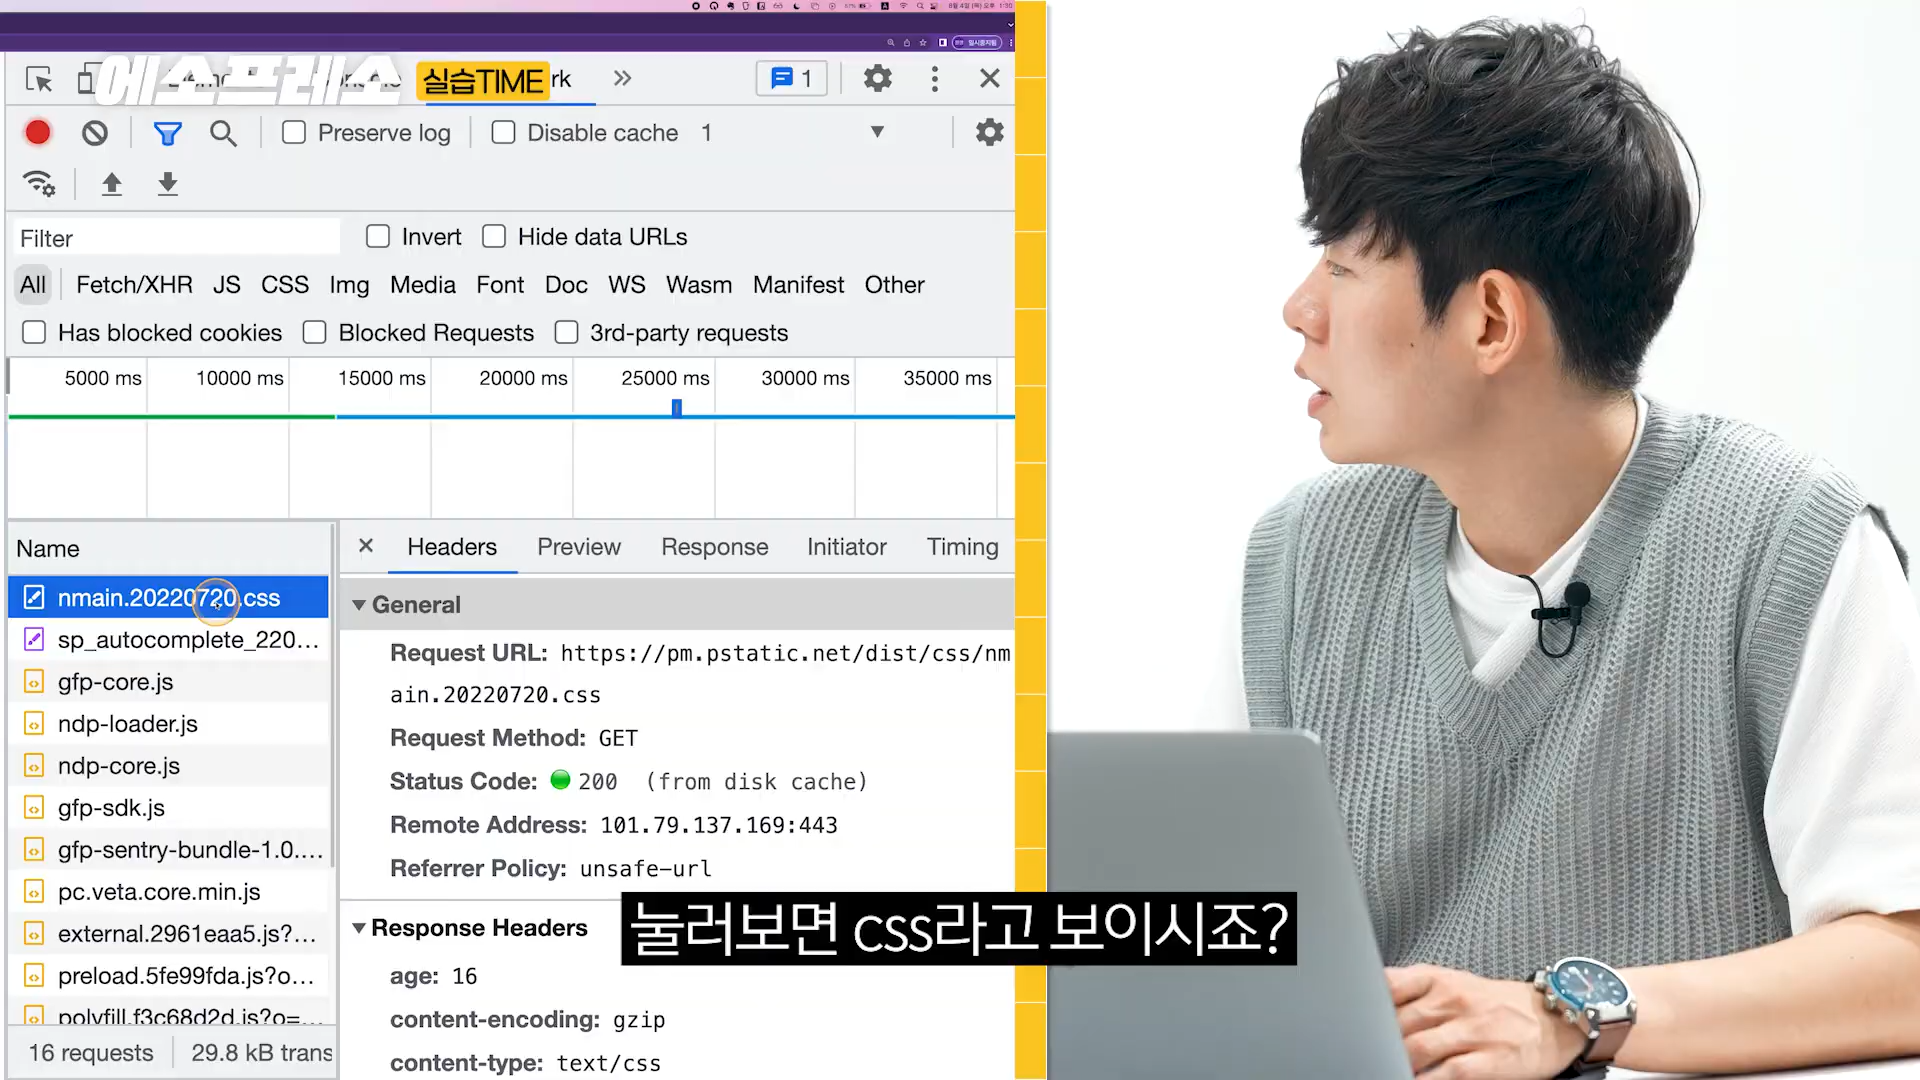 에소프레소
실습TIME
rk
1
Preserve log
Disable cache
1
Filter
Invert
Hide data URLs
All
Fetch/XHR
JS
CSS
Img
Media
Font
Doc
WS
Wasm
Manifest
Other
Has blocked cookies
Blocked Requests
3rd-party requests
5000 ms
10000 ms
15000 ms
20000 ms
25000 ms
30000 ms
35000 ms
Name
nmain.20220720.css
sp_autocomplete_220...
gfp-core.js
ndp-loader.js
ndp-core.js
gfp-sdk.js
gfp-sentry-bundle-1.0....
pc.veta.core.min.js
external.2961eaa5.js?...
preload.5fe99fda.js?o...
polyfill.f3c68d2d.js?o=...
16 requests
29.8 kB trans
Headers
Preview
Response
Initiator
Timing
General
Request URL: https://pm.pstatic.net/dist/css/nm
ain.20220720.css
Request Method: GET
Status Code: 200 (from disk cache)
Remote Address: 101.79.137.169:443
Referrer Policy: unsafe-url
Response Headers
age: 16
content-encoding: gzip
content-type: text/css
눌러보면 css라고 보이시죠?